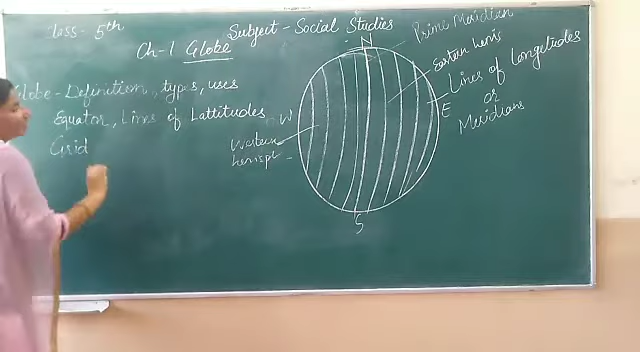 Class - 5th
Subject - Social Studies
Ch-1 Globe
Globe - Definition, types, uses
Equator, Lines of Lattitudes
Grid
N
W
E
S
Prime Meridian
Eastern hemis
Lines of longitudes
or
Meridians
Western
hemisph -